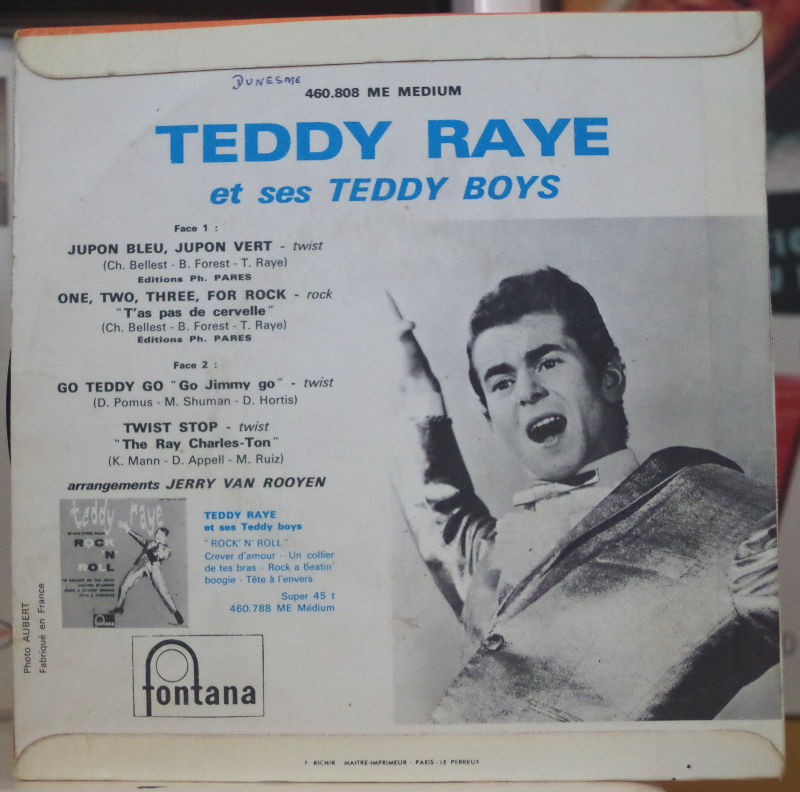 DUNESME
460.808 ME MEDIUM
TEDDY RAYE
et ses TEDDY BOYS
Face 1 :
JUPON BLEU, JUPON VERT - twist
(Ch. Bellest - B. Forest - T. Raye)
Editions Ph. PARES
ONE, TWO, THREE, FOR ROCK - rock
"T'as pas de cervelle"
(Ch. Bellest - B. Forest - T. Raye)
Éditions Ph. PARES
Face 2 :
GO TEDDY GO "Go Jimmy go" - twist
(D. Pomus - M. Shuman - D. Hortis)
TWIST STOP - twist
"The Ray Charles-Ton"
(K. Mann - D. Appell - M. Ruiz)
arrangements JERRY VAN ROOYEN
teddy raye
ROCK
N
ROLL
fontana
TEDDY RAYE
et ses Teddy boys
"ROCK' N' ROLL"
Crever d'amour - Un collier
de tes bras - Rock a beatin'
boogie - Tête à l'envers
Super 45 t
460.788 ME Médium
Photo AUBERT
Fabriqué en France
fontana
RICHIR MAITRE-IMPRIMEUR - PARIS - LE PERREUX